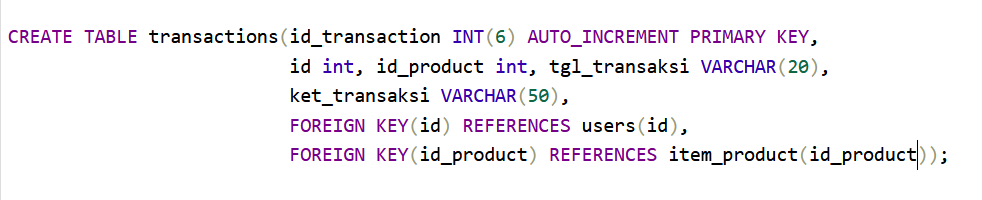 CREATE TABLE transactions(id_transaction INT(6) AUTO_INCREMENT PRIMARY KEY,
id int, id_product int, tgl_transaksi VARCHAR(20),
ket_transaksi VARCHAR(50),
FOREIGN KEY(id) REFERENCES users(id),
FOREIGN KEY(id_product) REFERENCES item_product(id_product));